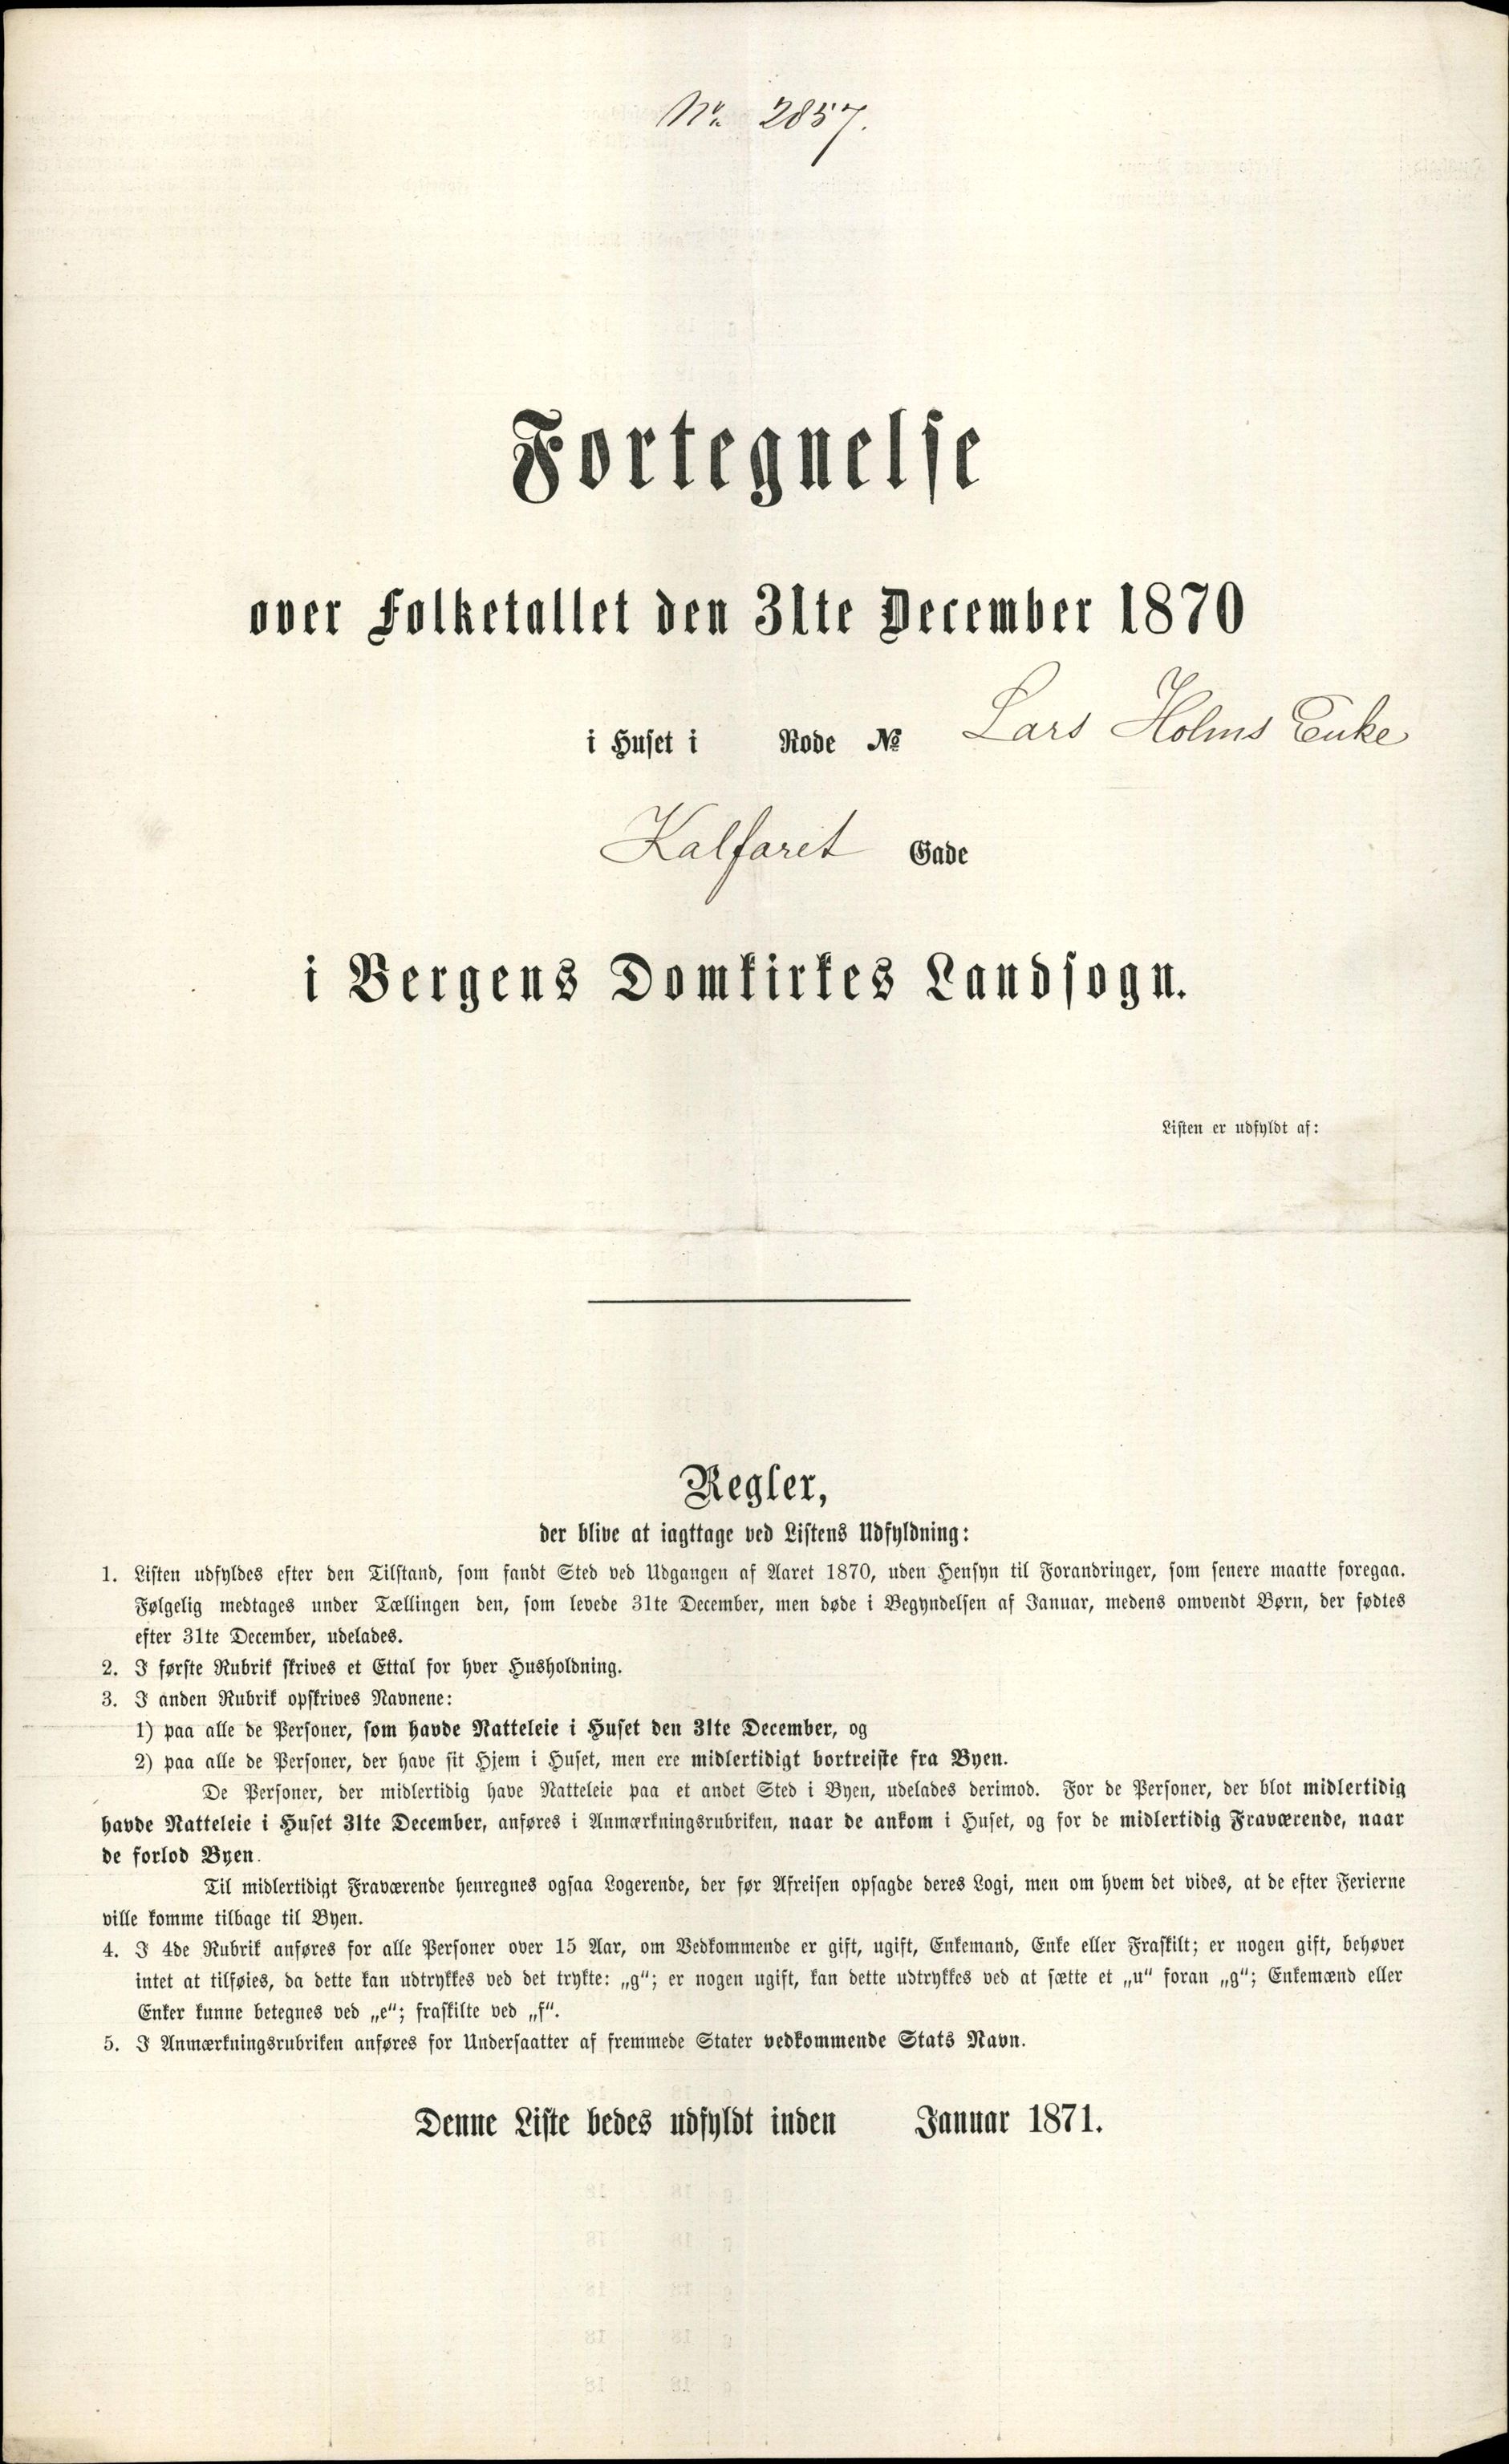 No 2857.
Fortegnelse
over Folketallet den 31te December 1870
i Huset i Rode No Lars Holms Enke
Kalfaret Gade
i Bergens Domkirkes Landsogn.
Listen er udfyldt af:
Regler,
der blive at iagttage ved Listens Udfyldning:
1. Listen udfyldes efter den Tilstand, som fandt Sted ved Udgangen af Aaret 1870, uden Hensyn til Forandringer, som senere maatte foregaa.
Følgelig medtages under Tællingen den, som levede 31te December, men døde i Begyndelsen af Januar, medens omvendt Børn, der fødtes
efter 31te December, udelades.
2. I første Rubrik skrives et Ettal for hver Husholdning.
3. I anden Rubrik opskrives Navnene:
1) paa alle de Personer, som havde Natteleie i Huset den 31te December, og
2) paa alle de Personer, der have sit Hjem i Huset, men ere midlertidigt bortreiste fra Byen.
De Personer, der midlertidig have Natteleie paa et andet Sted i Byen, udelades derimod. For de Personer, der blot midlertidig
havde Natteleie i Huset 31te December, anføres i Anmærkningsrubriken, naar de ankom i Huset, og for de midlertidig Fraværende, naar
de forlod Byen.
Til midlertidigt Fraværende henregnes ogsaa Logerende, der før Afreisen opsagde deres Logi, men om hvem det vides, at de efter Ferierne
ville komme tilbage til Byen.
4. I 4de Rubrik anføres for alle Personer over 15 Aar, om Vedkommende er gift, ugift, Enkemand, Enke eller Fraskilt; er nogen gift, behøver
intet at tilføies, da dette kan udtrykkes ved det trykte: „g“; er nogen ugift, kan dette udtrykkes ved at sætte et „u“ foran „g“; Enkemænd eller
Enker kunne betegnes ved „e“; fraskilte ved „f“.
5. I Anmærkningsrubriken anføres for Undersaatter af fremmede Stater vedkommende Stats Navn.
Denne Liste bedes udfyldt inden Januar 1871.